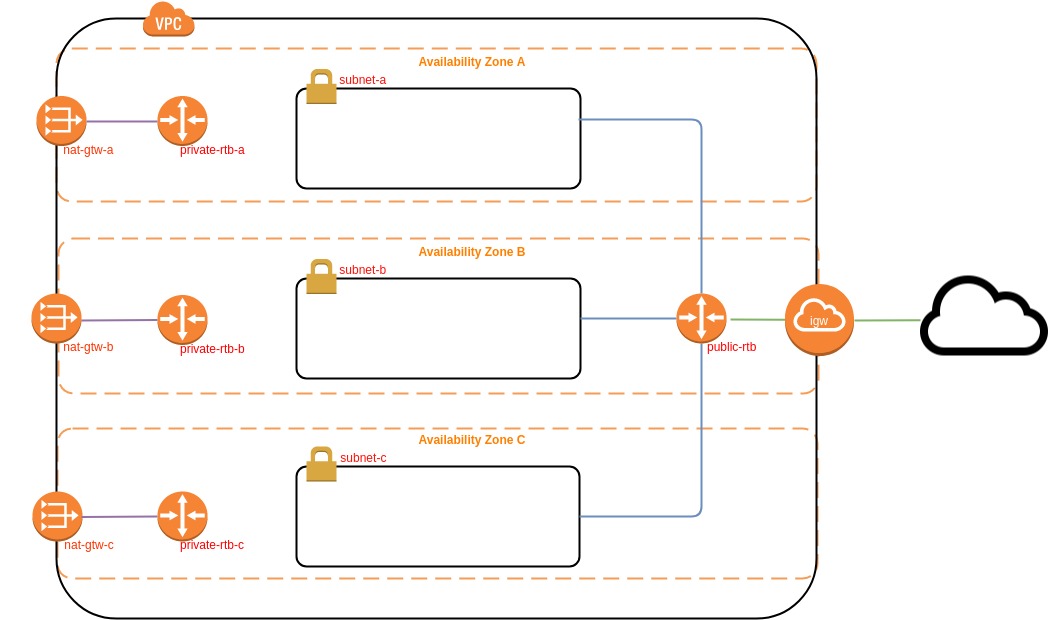 VPC
Availability Zone A
subnet-a
nat-gtw-a
private-rtb-a
Availability Zone B
subnet-b
nat-gtw-b
private-rtb-b
public-rtb
igw
Availability Zone C
subnet-c
nat-gtw-c
private-rtb-c